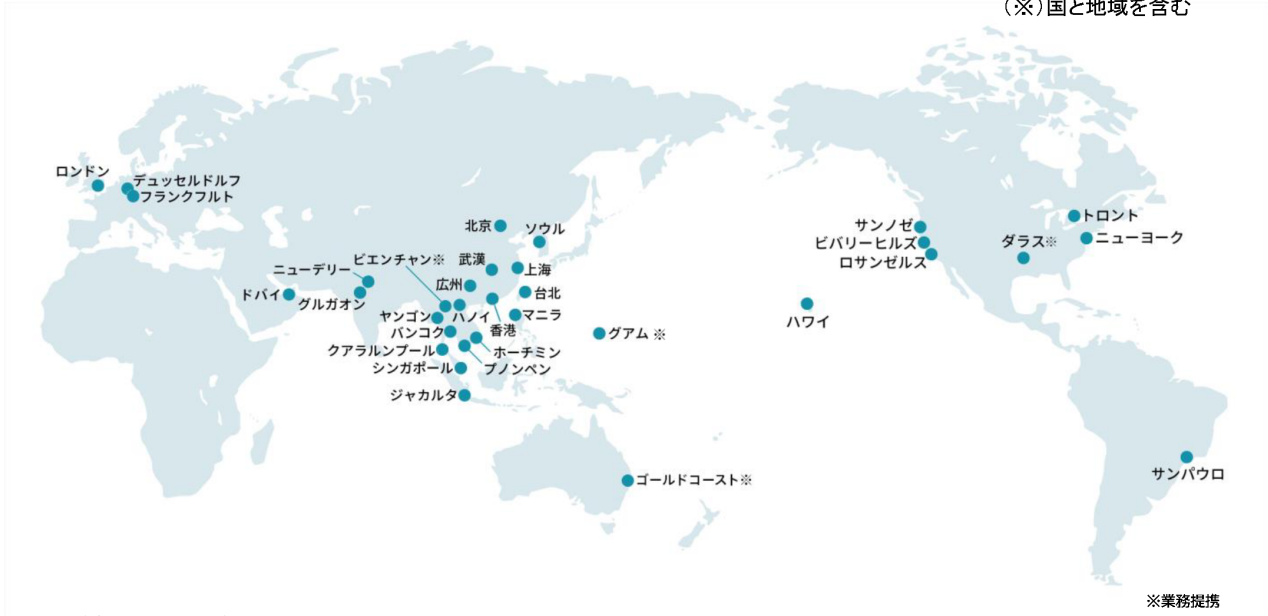 （※）国と地域を含む
ロンドン
デュッセルドルフ
フランクフルト
北京
ソウル
ビエンチャン※
武漢
ニューデリー
上海
広州
ドバイ
グルガオン
台北
ヤンゴン
ハノイ
マニラ
香港
バンコク
グアム ※
クアラルンプール
ホーチミン
シンガポール
プノンペン
ジャカルタ
ゴールドコースト※
ハワイ
サンノゼ
ビバリーヒルズ
ロサンゼルス
ダラス※
トロント
ニューヨーク
サンパウロ
※業務提携